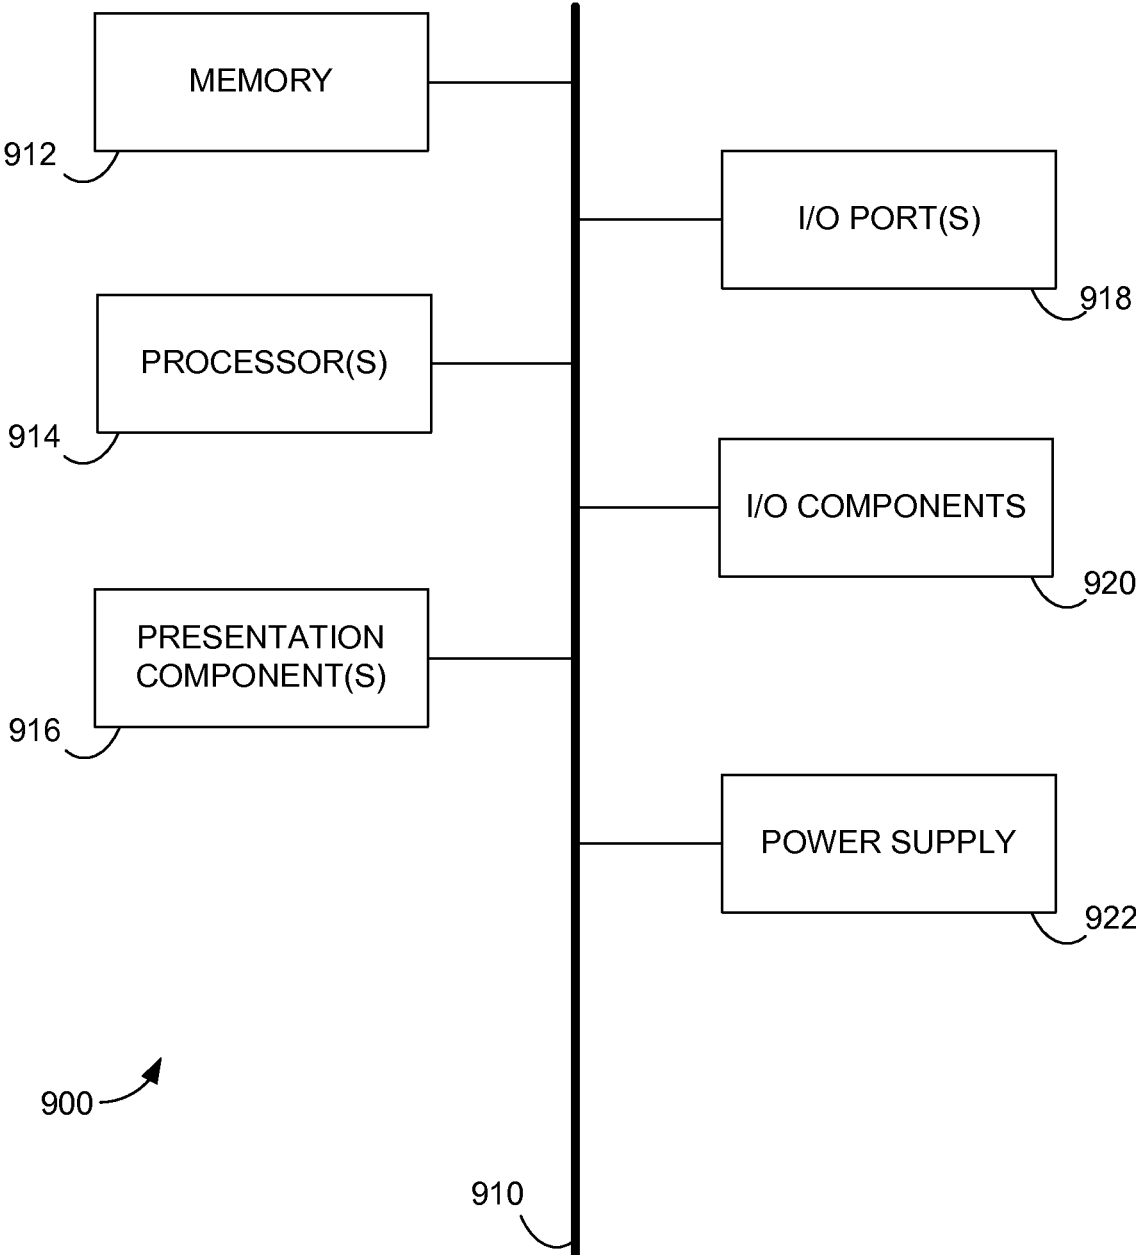 MEMORY
912
I/O PORT(S)
918
PROCESSOR(S)
914
I/O COMPONENTS
920
PRESENTATION
COMPONENT(S)
916
POWER SUPPLY
922
900
910